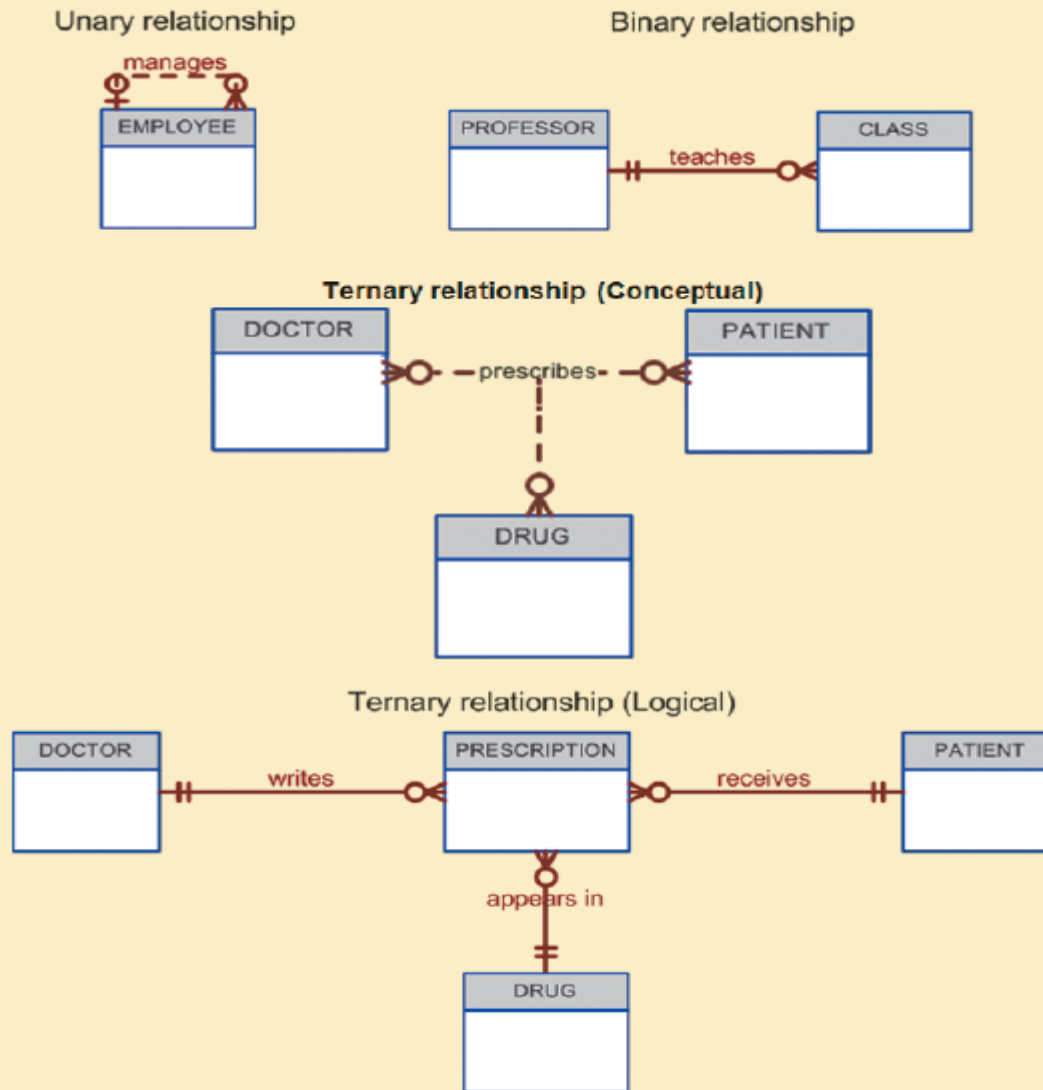 Unary relationship
Binary relationship
manages
EMPLOYEE
PROFESSOR
teaches
CLASS
Ternary relationship (Conceptual)
DOCTOR
prescribes
PATIENT
DRUG
Ternary relationship (Logical)
DOCTOR
writes
PRESCRIPTION
receives
PATIENT
appears in
DRUG